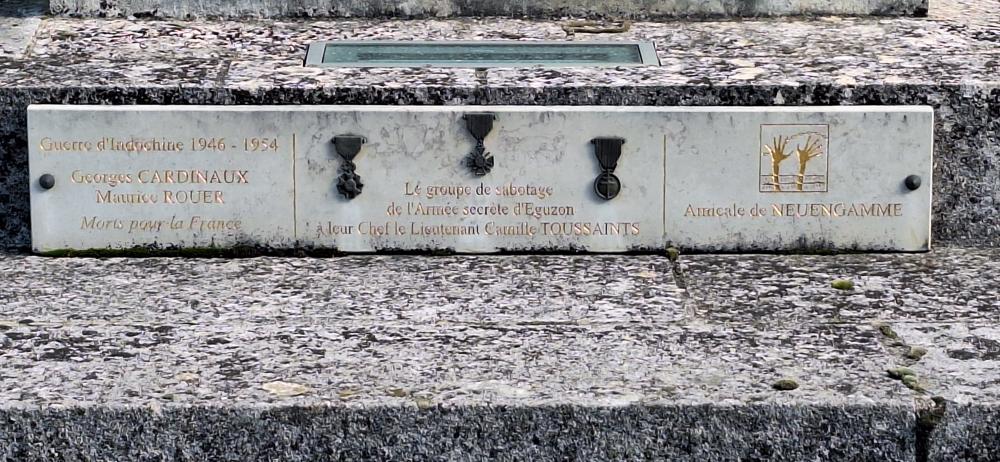 Guerre d'Indochine 1946 - 1954
Georges CARDINAUX
Maurice ROUER
Morts pour la France
Le groupe de sabotage
de l'Armée secrète d'Eguzon
à leur Chef le Lieutenant Camille TOUSSAINTS
Amicale de NEUENGAMME